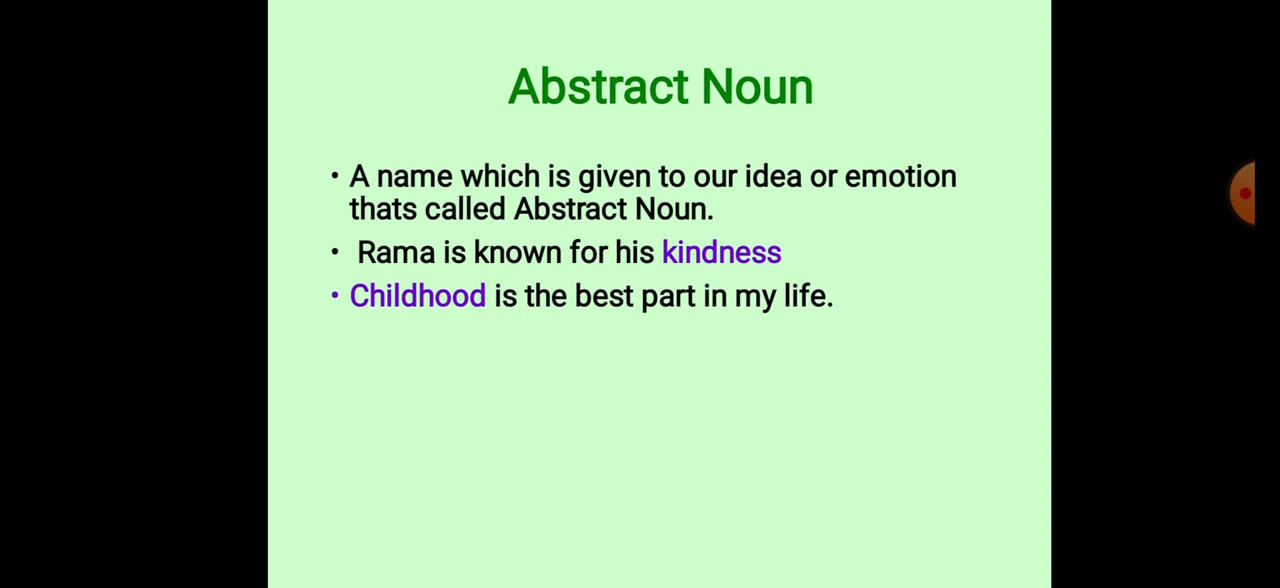 Abstract Noun
• A name which is given to our idea or emotion
thats called Abstract Noun.
• Rama is known for his kindness
• Childhood is the best part in my life.